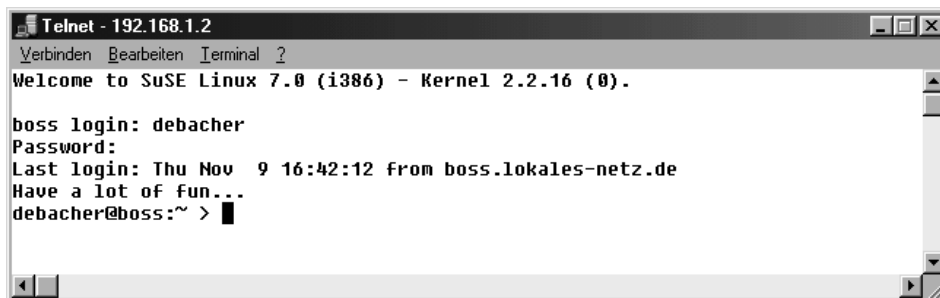 Telnet - 192.168.1.2
Verbinden Bearbeiten Terminal ?
Welcome to SuSE Linux 7.0 (i386) - Kernel 2.2.16 (0).
boss login: debacher
Password:
Last login: Thu Nov  9 16:42:12 from boss.lokales-netz.de
Have a lot of fun...
debacher@boss:~ >